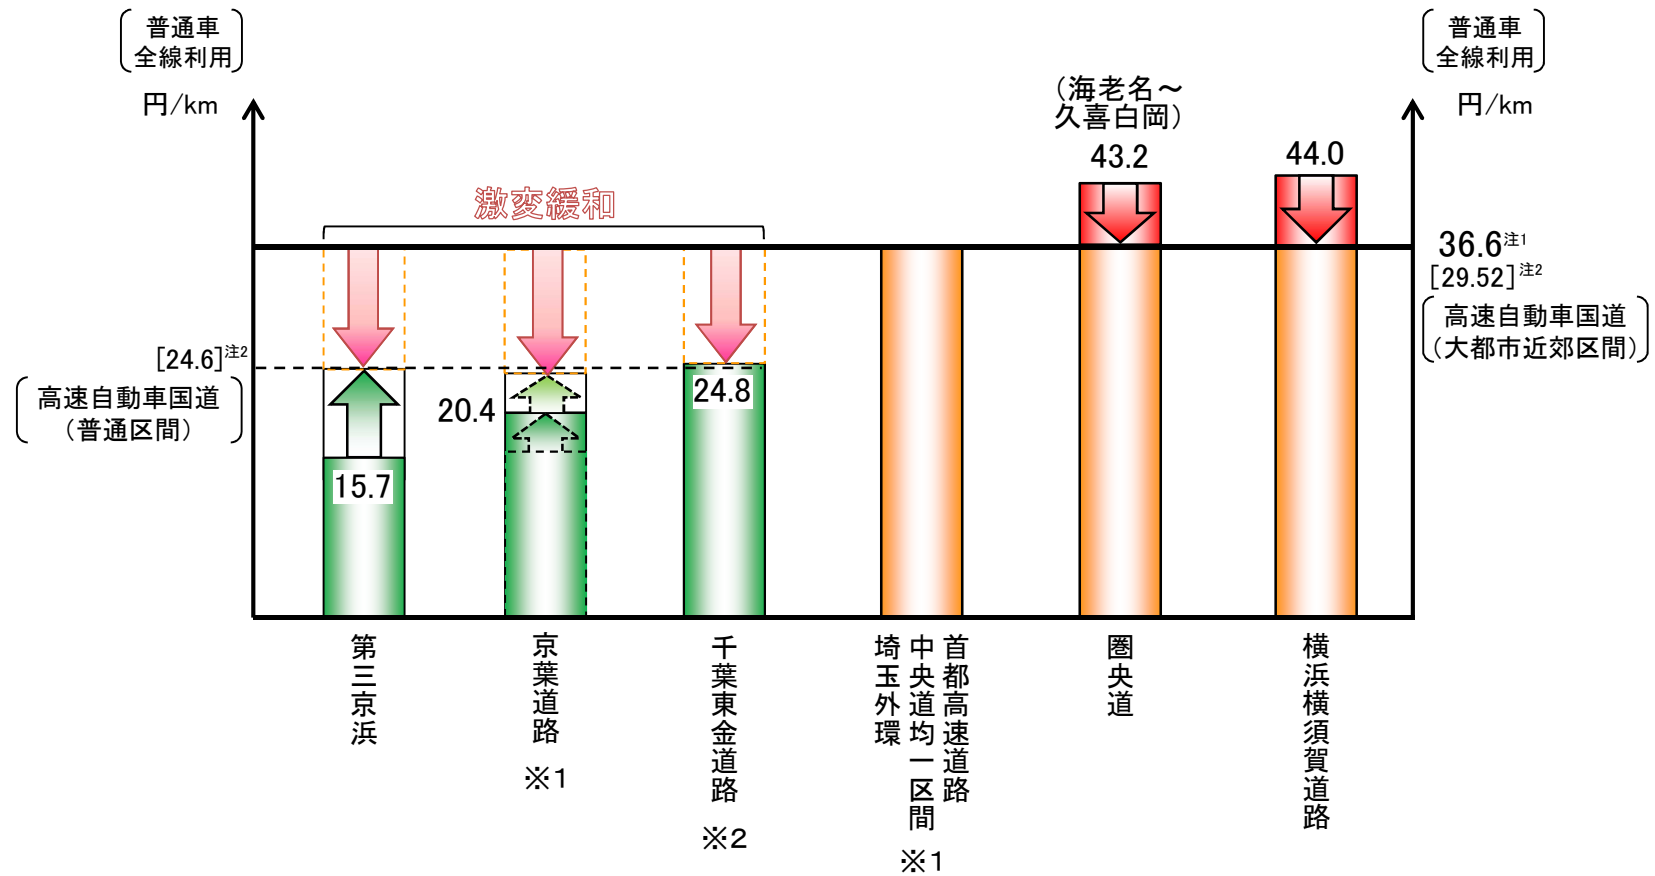 普通車
全線利用
円/km
普通車
全線利用
円/km
(海老名～
久喜白岡)
43.2
44.0
激変緩和
36.6注1
[29.52]注2
高速自動車国道
(大都市近郊区間)
[24.6]注2
高速自動車国道
(普通区間)
15.7
20.4
24.8
第三京浜
京葉道路
※1
千葉東金道路
※2
首都高速道路
中央道均一区間
埼玉外環
※1
圏央道
横浜横須賀道路